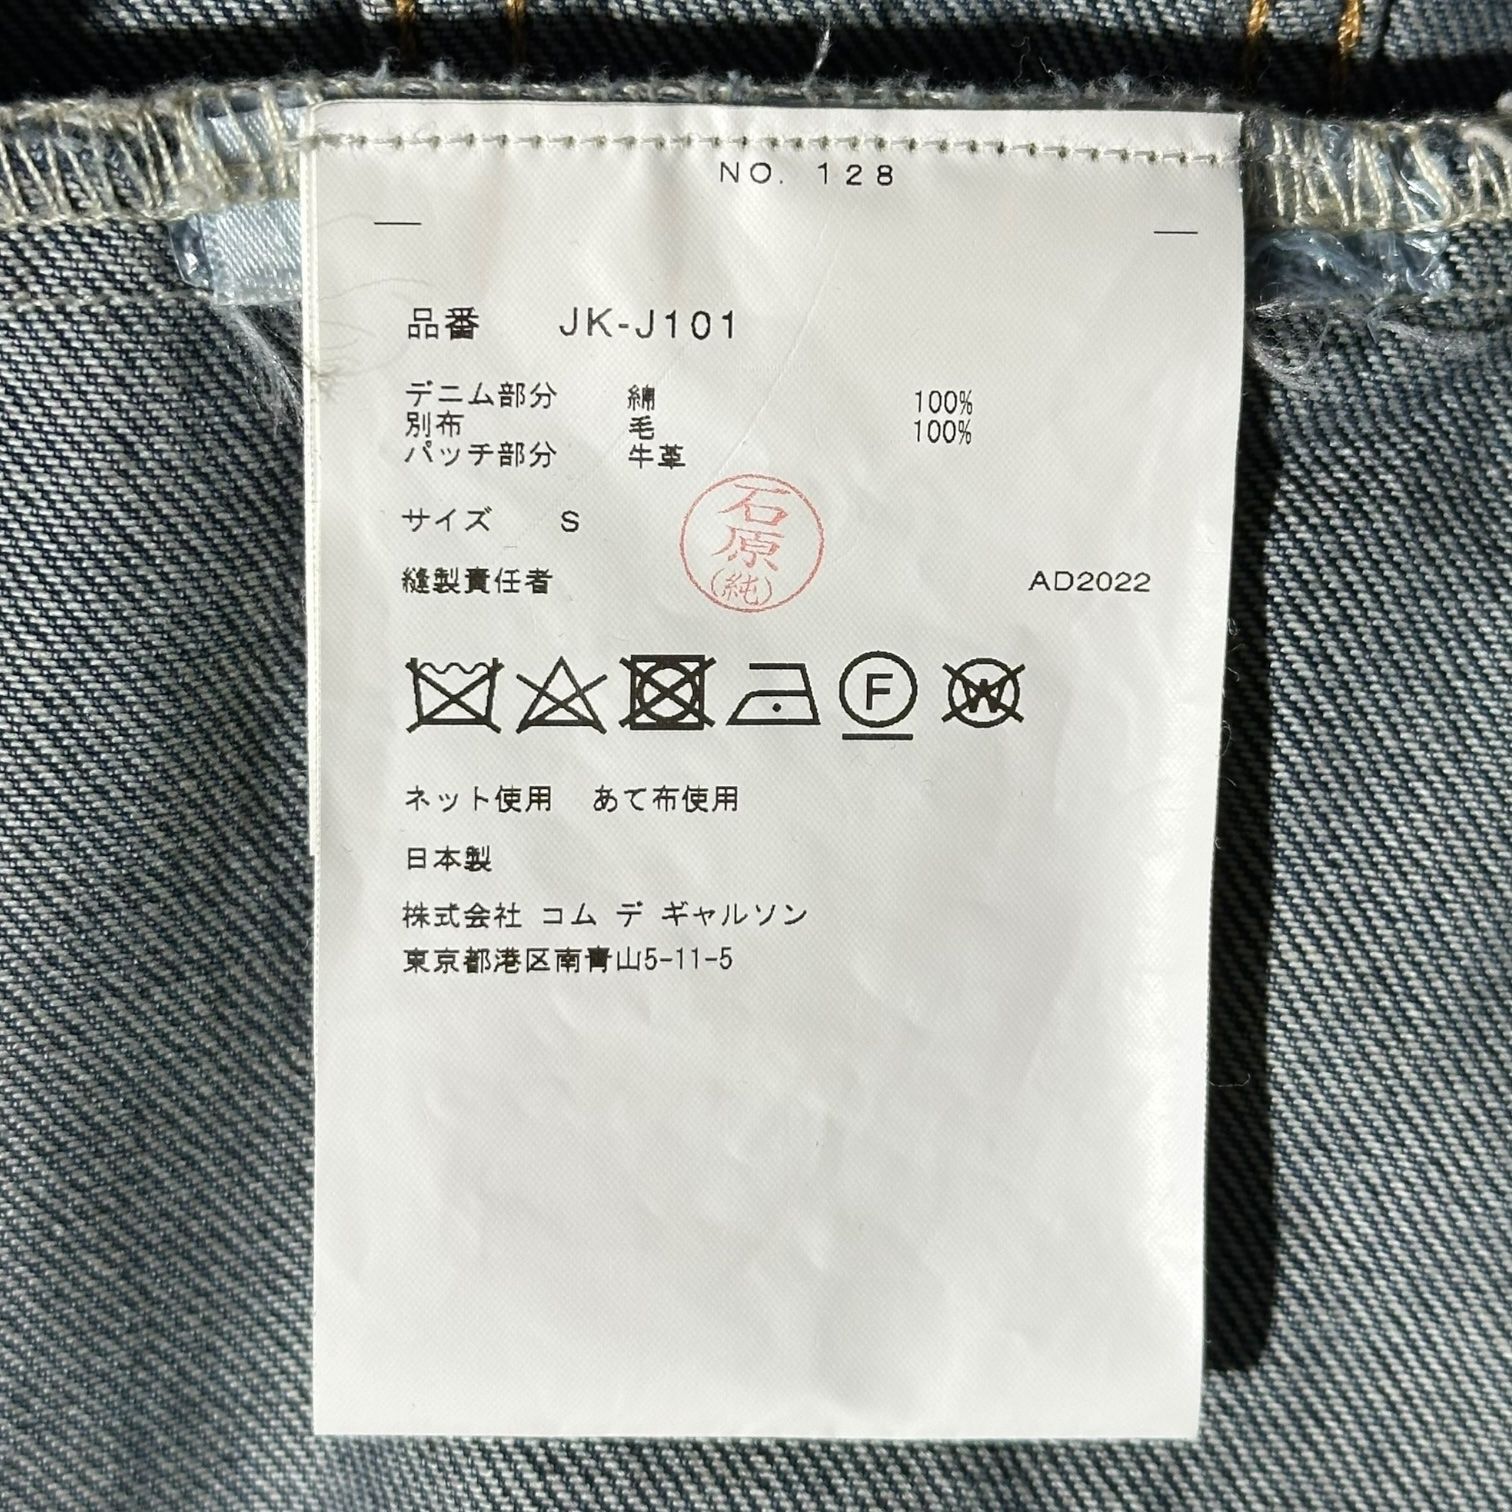 NO. 128
品番 JK-J101
デニム部分 綿 100%
別布 毛 100%
パッチ部分 牛革
サイズ S
石原(純)
縫製責任者 AD2022
F W
ネット使用 あて布使用
日本製
株式会社 コム デ ギャルソン
東京都港区南青山5-11-5